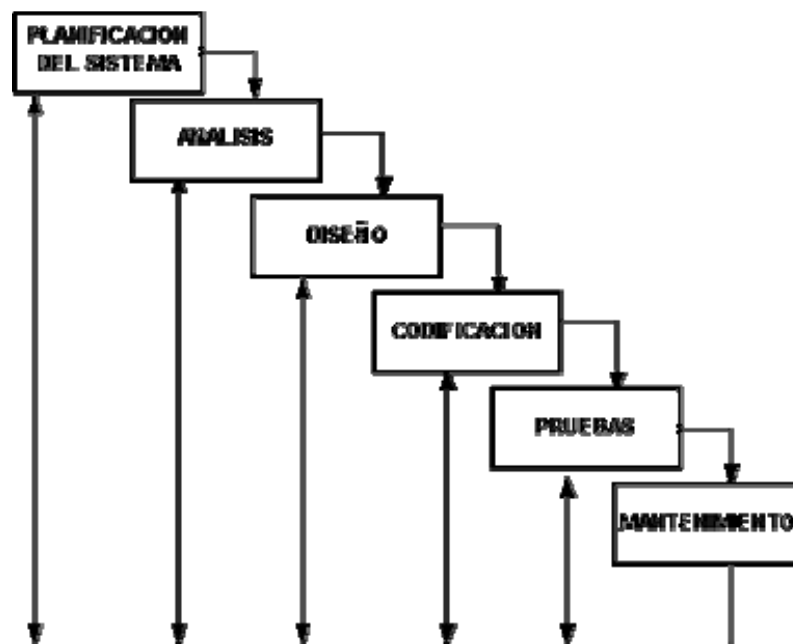 PLANIFICACION
DEL SISTEMA
ANALISIS
DISEÑO
CODIFICACION
PRUEBAS
MANTENIMIENTO